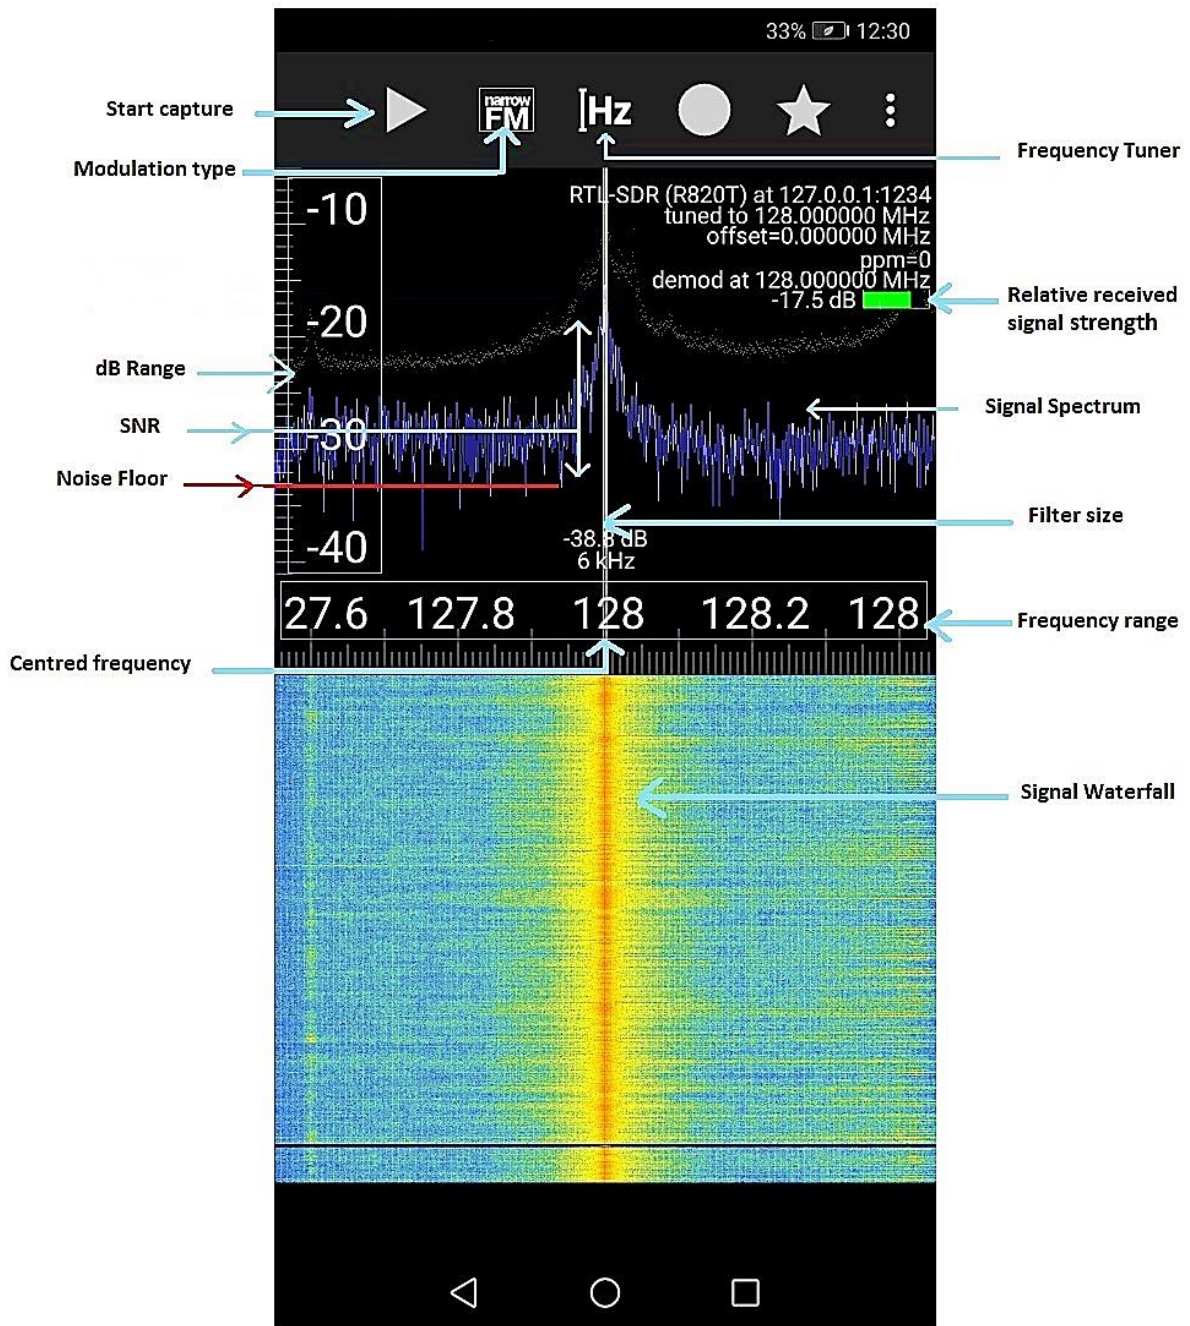 33% 12:30
Start capture
narrow
FM
Hz
Modulation type
Frequency Tuner
RTL-SDR (R820T) at 127.0.0.1:1234
tuned to 128.000000 MHz
offset=0.000000 MHz
ppm=0
demod at 128.000000 MHz
-17.5 dB
-10
-20
-30
-40
Relative received
signal strength
dB Range
SNR
Signal Spectrum
Noise Floor
Filter size
-38.8 dB
6 kHz
27.6 127.8 128 128.2 128.
Frequency range
Centred frequency
Signal Waterfall